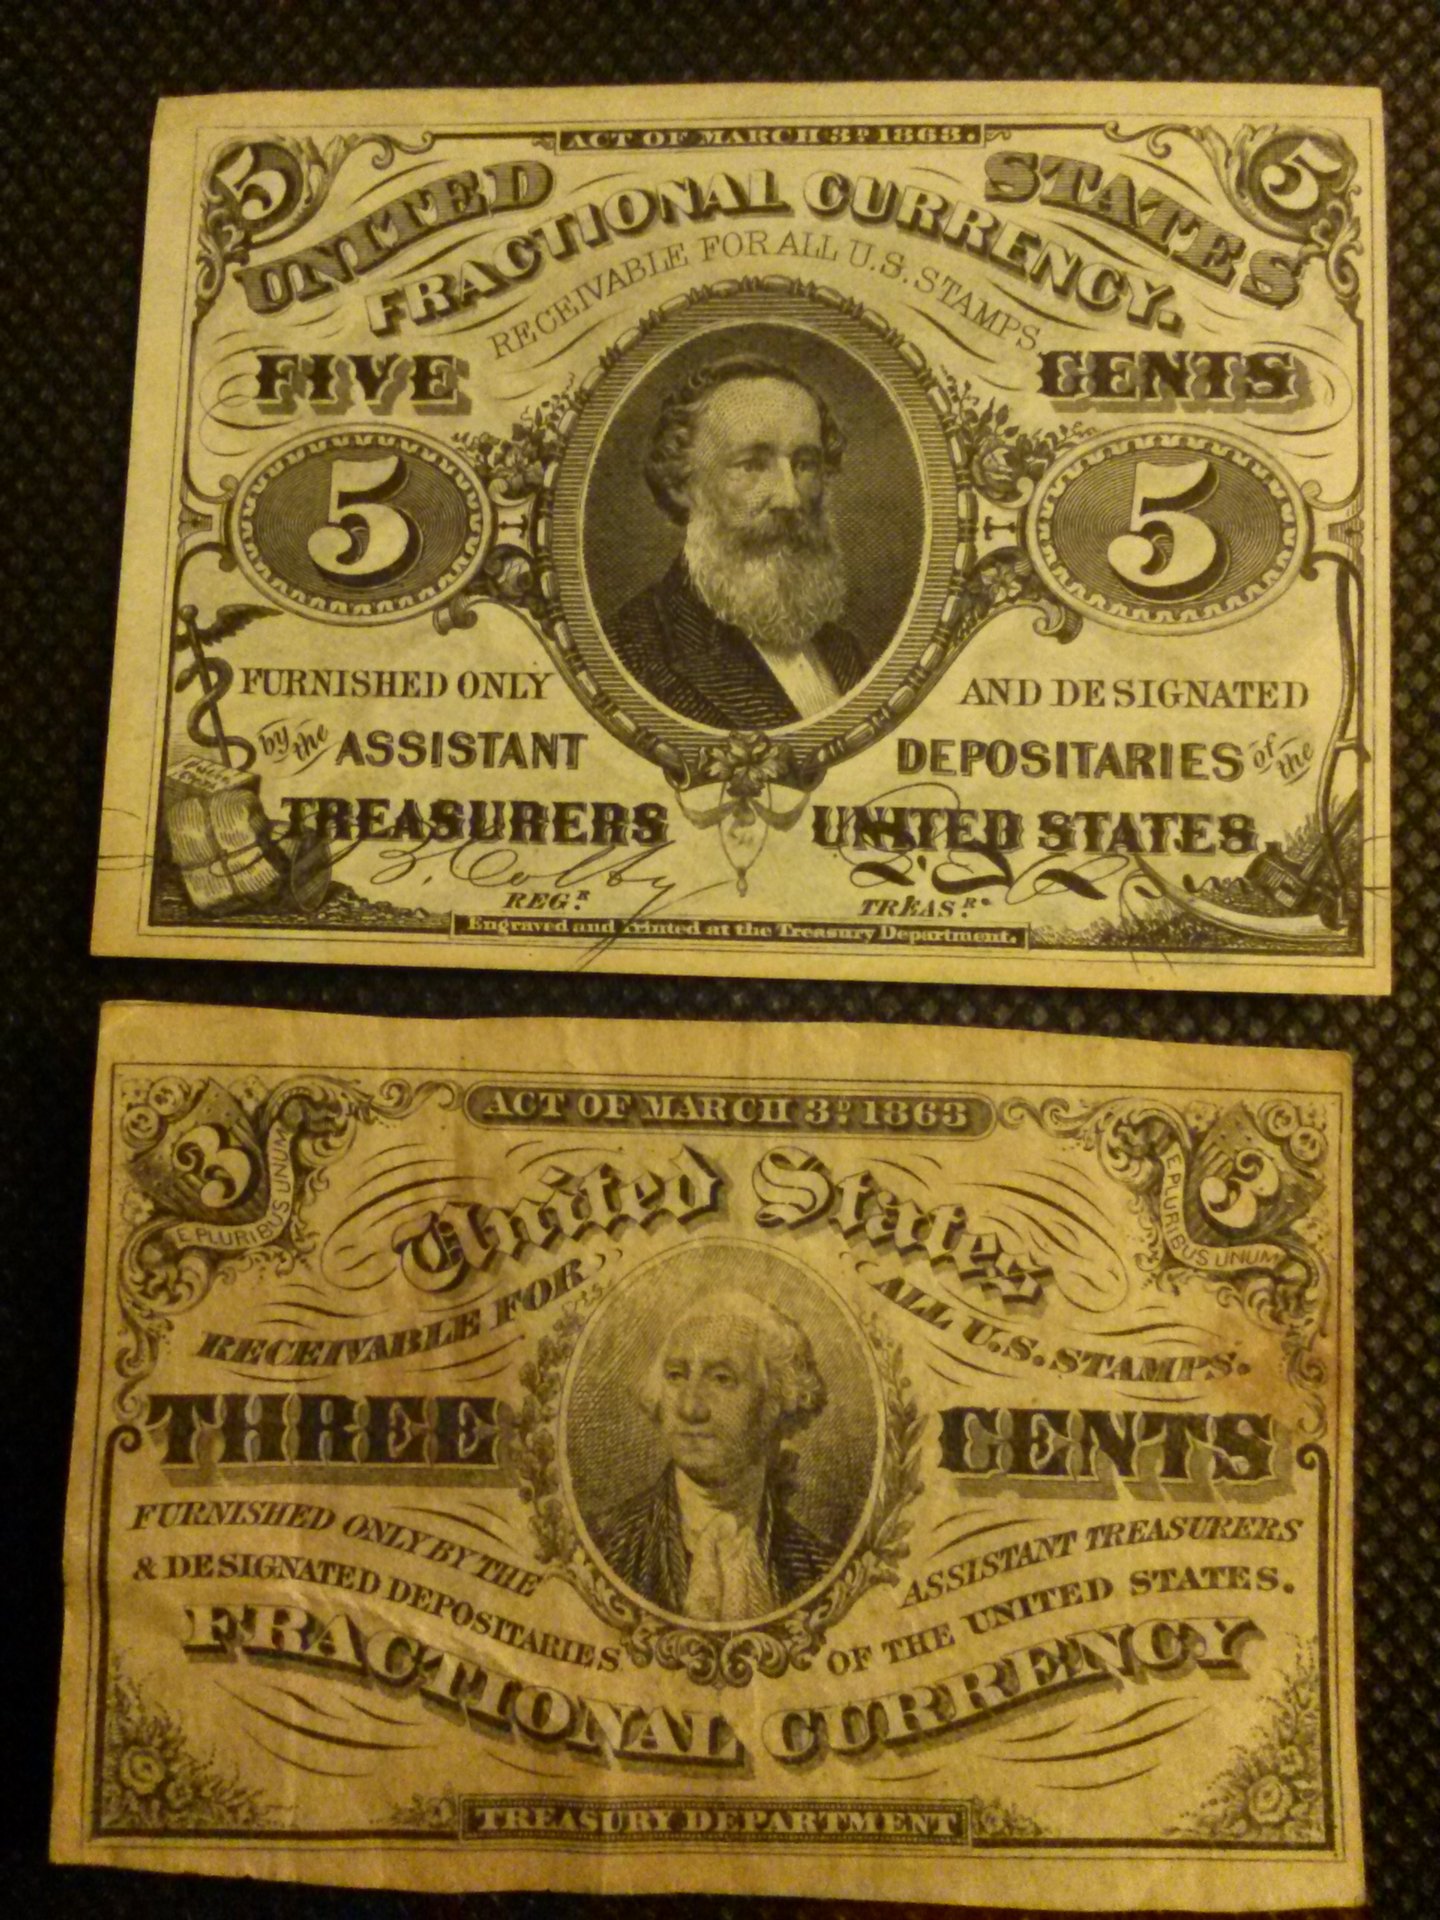 ACT OF MARCH 3D 1863.
5 UNITED STATES 5
FRACTIONAL CURRENCY.
RECEIVABLE FOR ALL U.S. STAMPS
FIVE CENTS
5 5
FURNISHED ONLY AND DESIGNATED
by the ASSISTANT DEPOSITARIES of the
TREASURERS UNITED STATES.
S. B. Colby
REGR. TREASR.
Engraved and Printed at the Treasury Department.
ACT OF MARCH 3D 1863
3 3
E PLURIBUS UNUM E PLURIBUS UNUM
United States
RECEIVABLE FOR ALL U.S. STAMPS.
THREE CENTS
FURNISHED ONLY BY THE ASSISTANT TREASURERS
& DESIGNATED DEPOSITARIES OF THE UNITED STATES.
FRACTIONAL CURRENCY
TREASURY DEPARTMENT